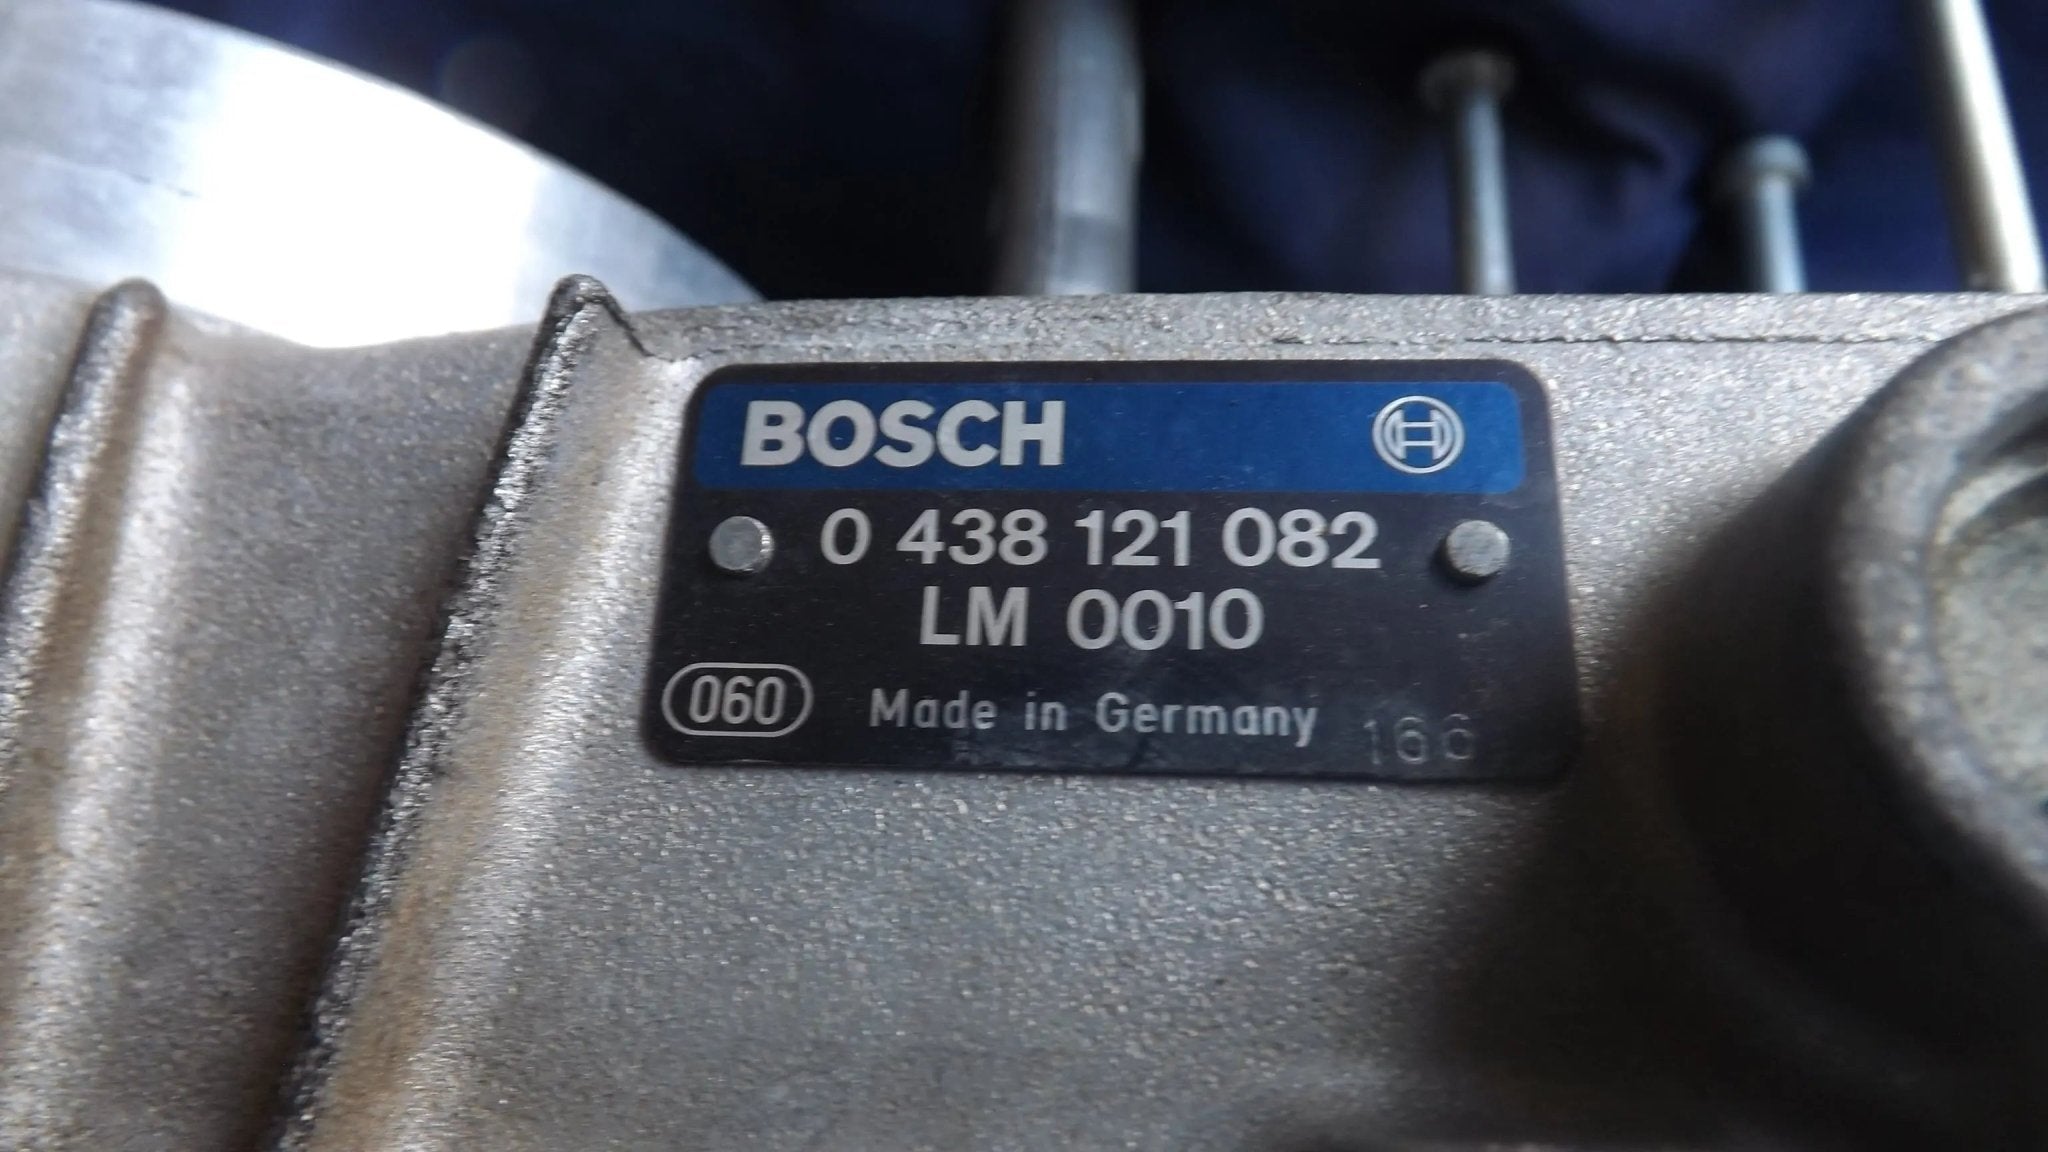 BOSCH
0 438 121 082
LM 0010
060 Made in Germany 166